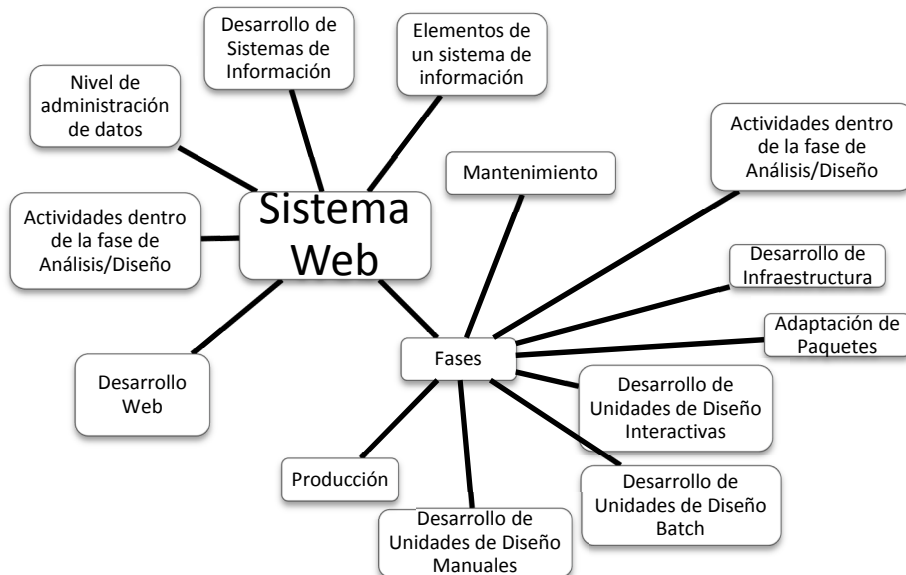 Desarrollo de
Sistemas de
Información
Elementos de
un sistema de
información
Nivel de
administración
de datos
Actividades dentro
de la fase de
Análisis/Diseño
Mantenimiento
Actividades dentro
de la fase de
Análisis/Diseño
Sistema
Web
Desarrollo de
Infraestructura
Adaptación de
Paquetes
Fases
Desarrollo
Web
Desarrollo de
Unidades de Diseño
Interactivas
Producción
Desarrollo de
Unidades de Diseño
Batch
Desarrollo de
Unidades de Diseño
Manuales